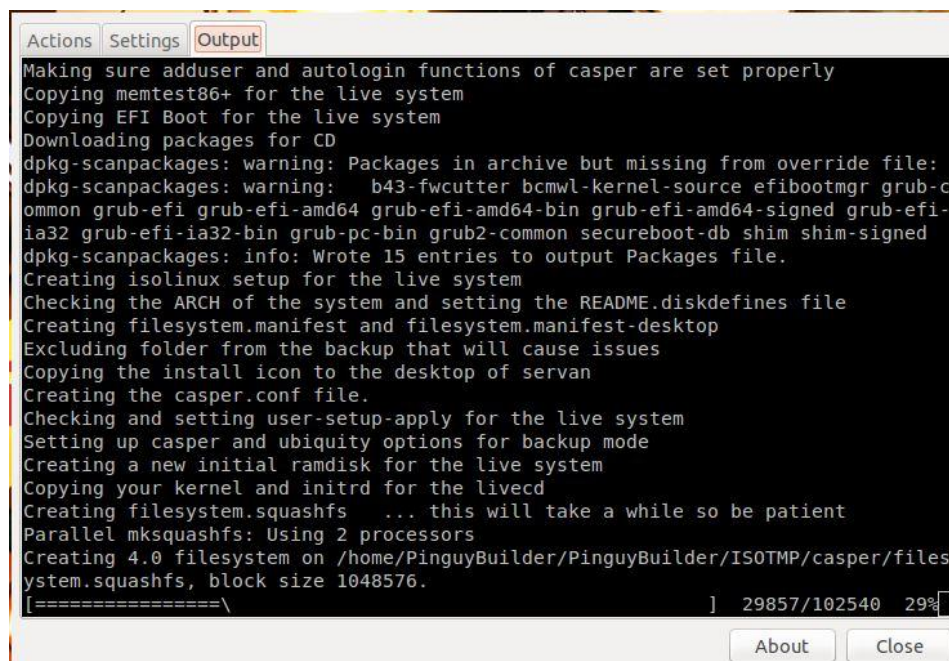 Actions Settings Output
Making sure adduser and autologin functions of casper are set properly
Copying memtest86+ for the live system
Copying EFI Boot for the live system
Downloading packages for CD
dpkg-scanpackages: warning: Packages in archive but missing from override file:
dpkg-scanpackages: warning:   b43-fwcutter bcmwl-kernel-source efibootmgr grub-c
ommon grub-efi grub-efi-amd64 grub-efi-amd64-bin grub-efi-amd64-signed grub-efi-
ia32 grub-efi-ia32-bin grub-pc-bin grub2-common secureboot-db shim shim-signed
dpkg-scanpackages: info: Wrote 15 entries to output Packages file.
Creating isolinux setup for the live system
Checking the ARCH of the system and setting the README.diskdefines file
Creating filesystem.manifest and filesystem.manifest-desktop
Excluding folder from the backup that will cause issues
Copying the install icon to the desktop of servan
Creating the casper.conf file.
Checking and setting user-setup-apply for the live system
Setting up casper and ubiquity options for backup mode
Creating a new initial ramdisk for the live system
Copying your kernel and initrd for the livecd
Creating filesystem.squashfs   ... this will take a while so be patient
Parallel mksquashfs: Using 2 processors
Creating 4.0 filesystem on /home/PinguyBuilder/PinguyBuilder/ISOTMP/casper/files
ystem.squashfs, block size 1048576.
[================\                                          ]  29857/102540  29%
About Close